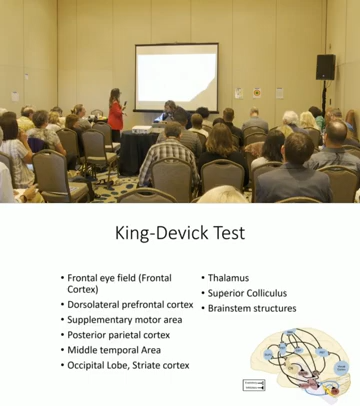 King-Devick Test
• Frontal eye field (Frontal
Cortex)
• Dorsolateral prefrontal cortex
• Supplementary motor area
• Posterior parietal cortex
• Middle temporal Area
• Occipital Lobe, Striate cortex
• Thalamus
• Superior Colliculus
• Brainstem structures